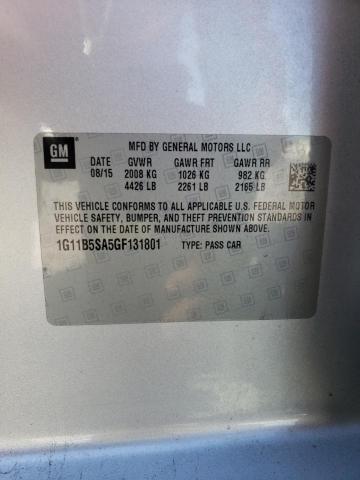 GM
MFD BY GENERAL MOTORS LLC
DATE GVWR GAWR FRT GAWR RR
08/15 2008 KG 1026 KG 982 KG
4426 LB 2261 LB 2165 LB
THIS VEHICLE CONFORMS TO ALL APPLICABLE U.S. FEDERAL MOTOR
VEHICLE SAFETY, BUMPER, AND THEFT PREVENTION STANDARDS
IN EFFECT ON THE DATE OF MANUFACTURE SHOWN ABOVE.
1G11B5SA5GF131801 TYPE: PASS CAR